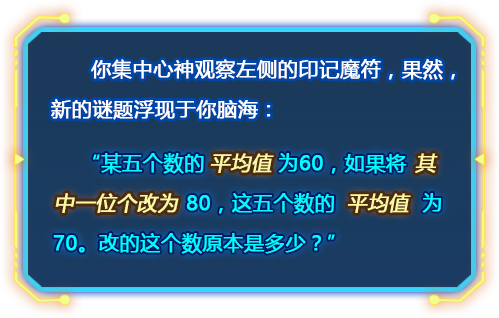 你集中心神观察左侧的印记魔符，果然，
新的谜题浮现于你脑海：
“某五个数的 平均值 为60，如果将 其
中一位个改为 80，这五个数的 平均值 为
70。改的这个数原本是多少？”